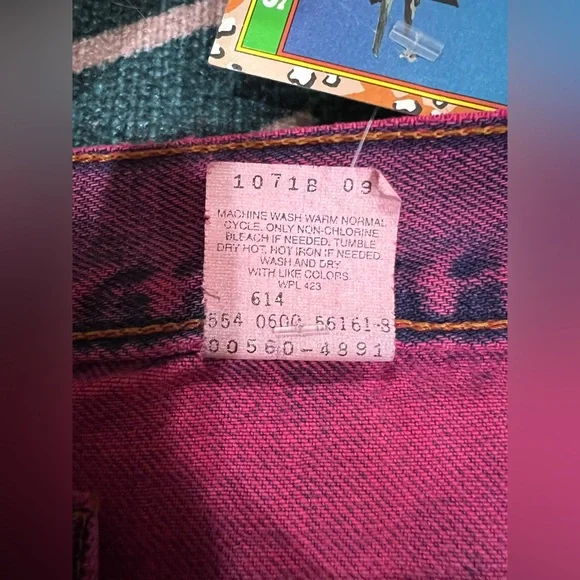 1071B 09
MACHINE WASH WARM NORMAL
CYCLE. ONLY NON-CHLORINE
BLEACH IF NEEDED. TUMBLE
DRY HOT. HOT IRON IF NEEDED.
WASH AND DRY
WITH LIKE COLORS
WPL 423
614
554 0600 56161-8
00560-4891